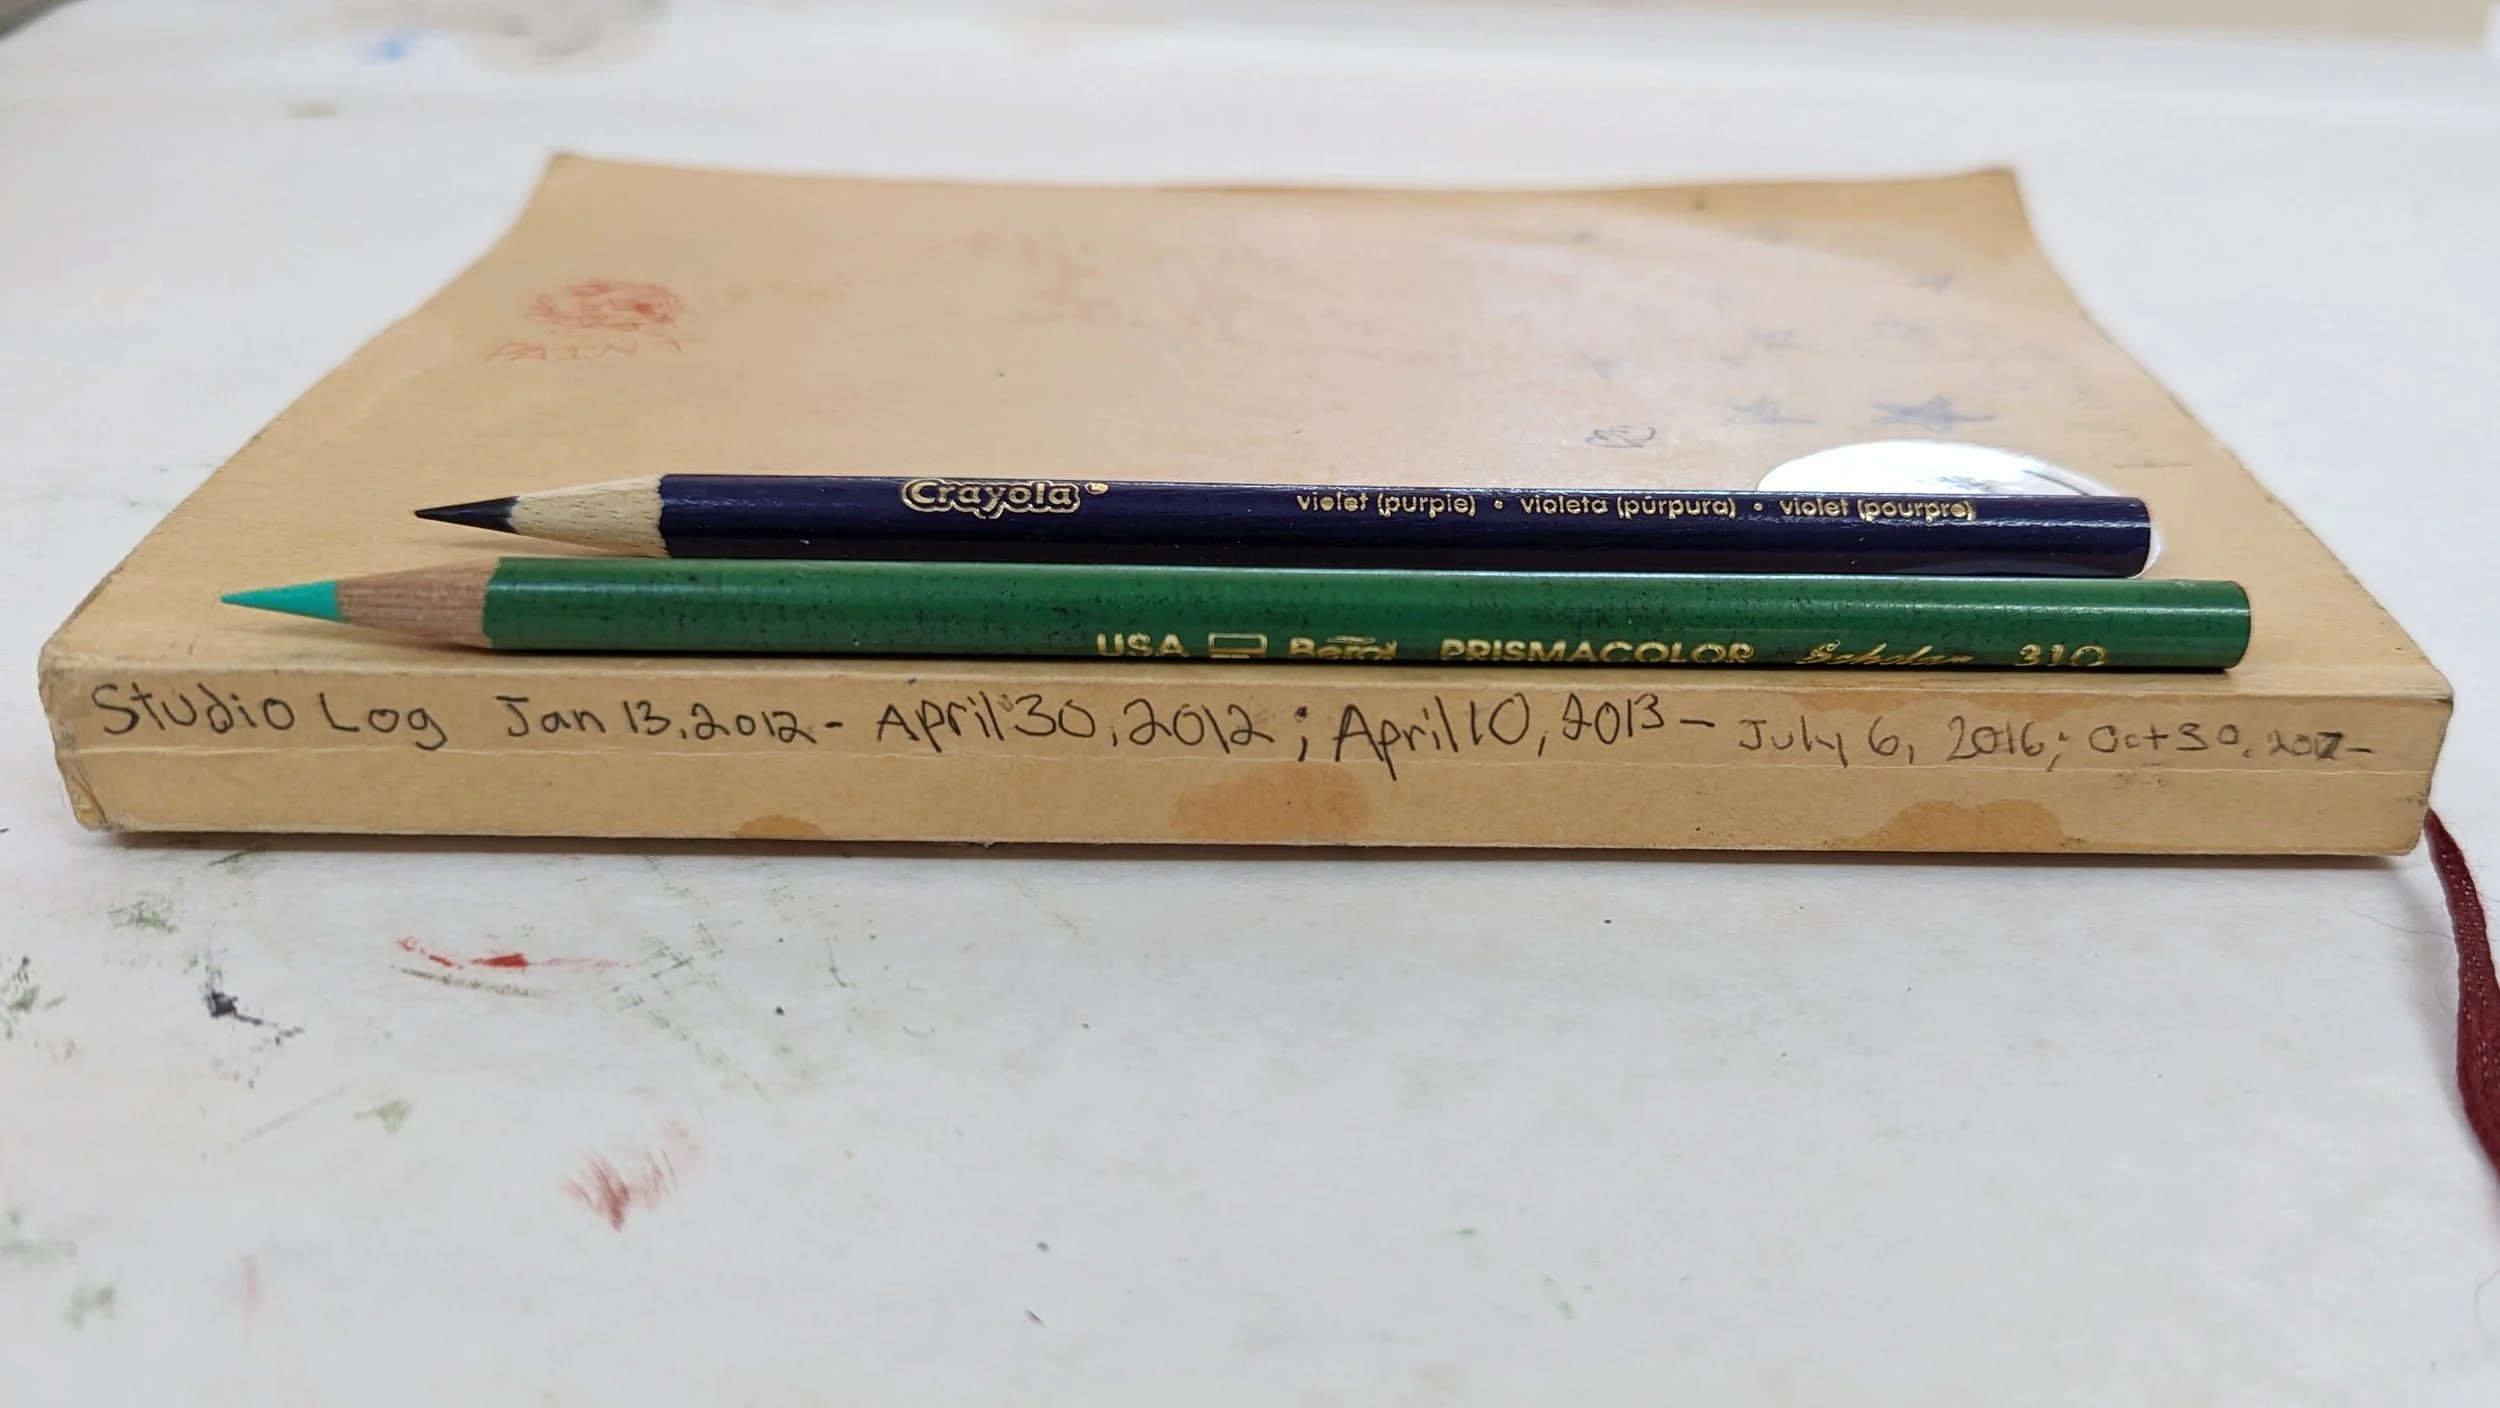 PAINT
Crayola violet (purple) • violeta (púrpura) • violet (pourpre)
USA Berol PRISMACOLOR Scholar 310
Studio Log Jan 13, 2012 - April 30, 2012 ; April 10, 2013 - July 6, 2016; Oct 30, 2017 -